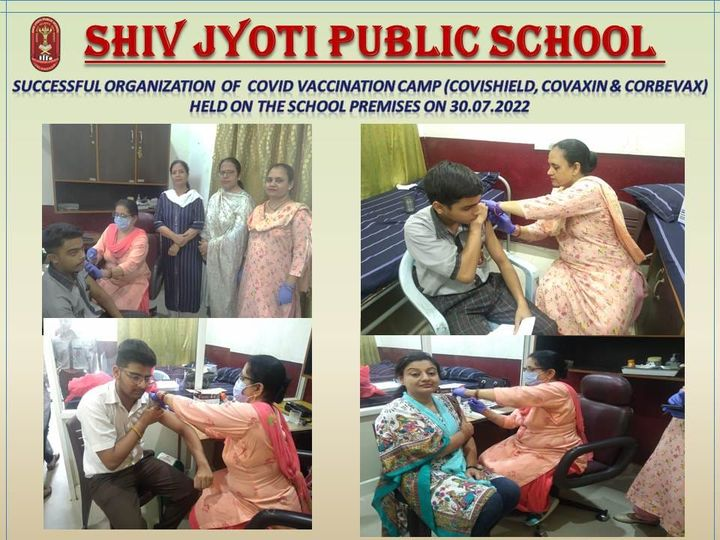 SHIV JYOTI PUBLIC SCHOOL
SUCCESSFUL ORGANIZATION OF COVID VACCINATION CAMP (COVISHIELD, COVAXIN & CORBEVAX)
HELD ON THE SCHOOL PREMISES ON 30.07.2022